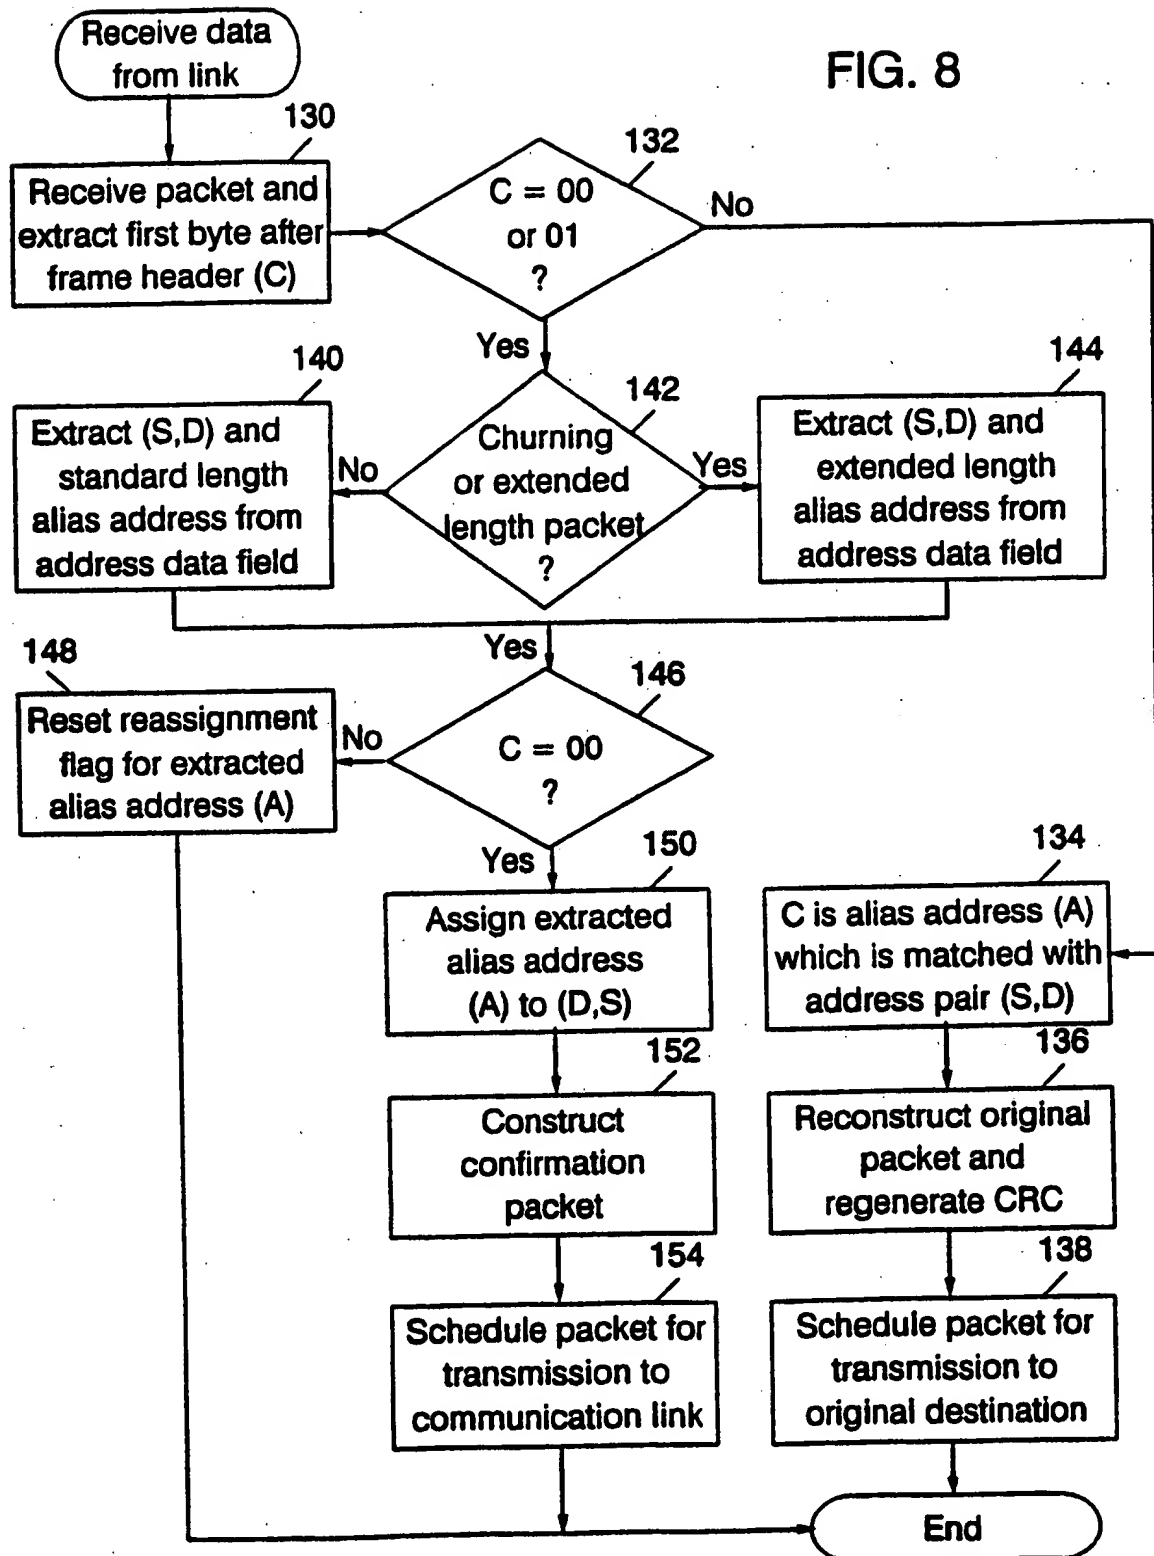 Receive data
from link
FIG. 8
130
Receive packet and
extract first byte after
frame header (C)
132
C = 00
or 01
?
No
Yes
140
Extract (S,D) and
standard length
alias address from
address data field
No
142
Churning
or extended
length packet
?
Yes
144
Extract (S,D) and
extended length
alias address from
address data field
Yes
148
Reset reassignment
flag for extracted
alias address (A)
No
146
C = 00
?
Yes
150
Assign extracted
alias address
(A) to (D,S)
134
C is alias address (A)
which is matched with
address pair (S,D)
152
Construct
confirmation
packet
136
Reconstruct original
packet and
regenerate CRC
154
Schedule packet for
transmission to
communication link
138
Schedule packet for
transmission to
original destination
End